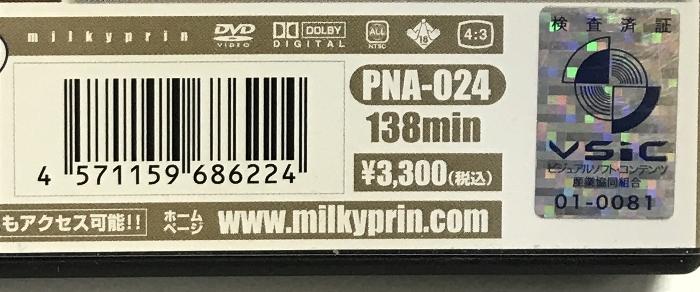 milkyprin
DVD
VIDEO
DOLBY
DIGITAL
ALL
NTSC
18
4:3
PNA-024
138min
¥3,300(税込)
4 571159 686224
もアクセス可能!!
ホームページ
www.milkyprin.com
検査済証
VSIC
ビジュアルソフト・コンテンツ
産業協同組合
01-0081